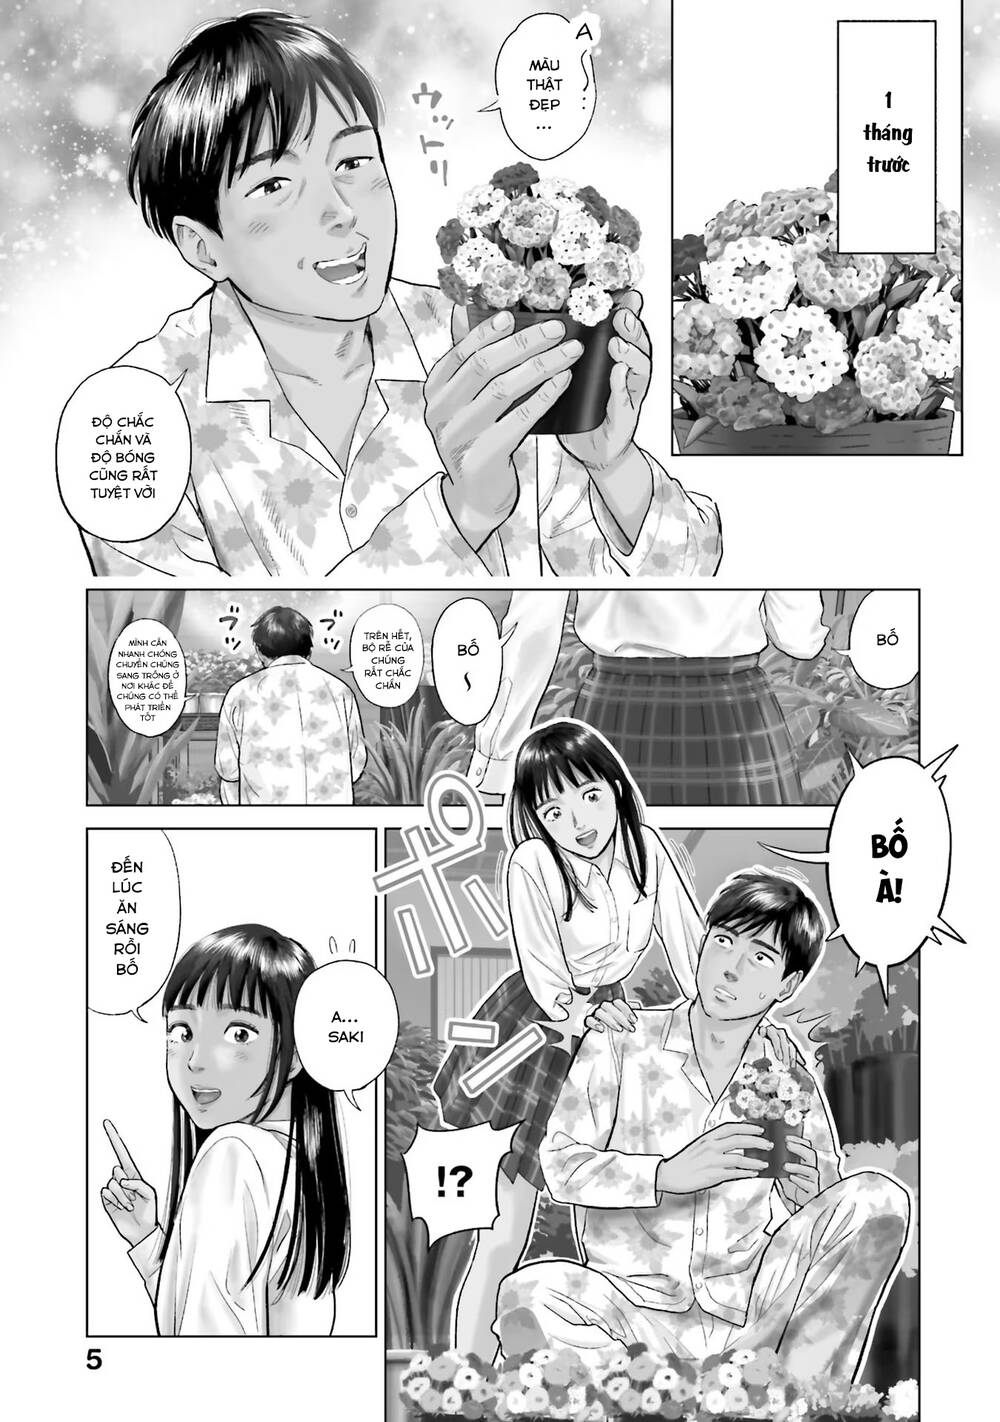 1
tháng
trước
A~...
MÀU
THẬT
ĐẸP
...
ウットリ
ĐỘ CHẮC
CHẮN VÀ
ĐỘ BÓNG
CŨNG RẤT
TUYỆT VỜI
BỐ
BỐ
~
TRÊN HẾT,
BỘ RỄ CỦA
CHÚNG
RẤT CHẮC
CHẮN
ブツ
ブツ
MÌNH CẦN
NHANH CHÓNG
CHUYỂN CHÚNG
SANG TRỒNG Ở
NƠI KHÁC ĐỂ
CHÚNG CÓ THỂ
PHÁT TRIỂN
TỐT
BỐ
À!
ポーン
!?
A...
SAKI
ĐẾN
LÚC
ĂN
SÁNG
RỒI
BỐ
5